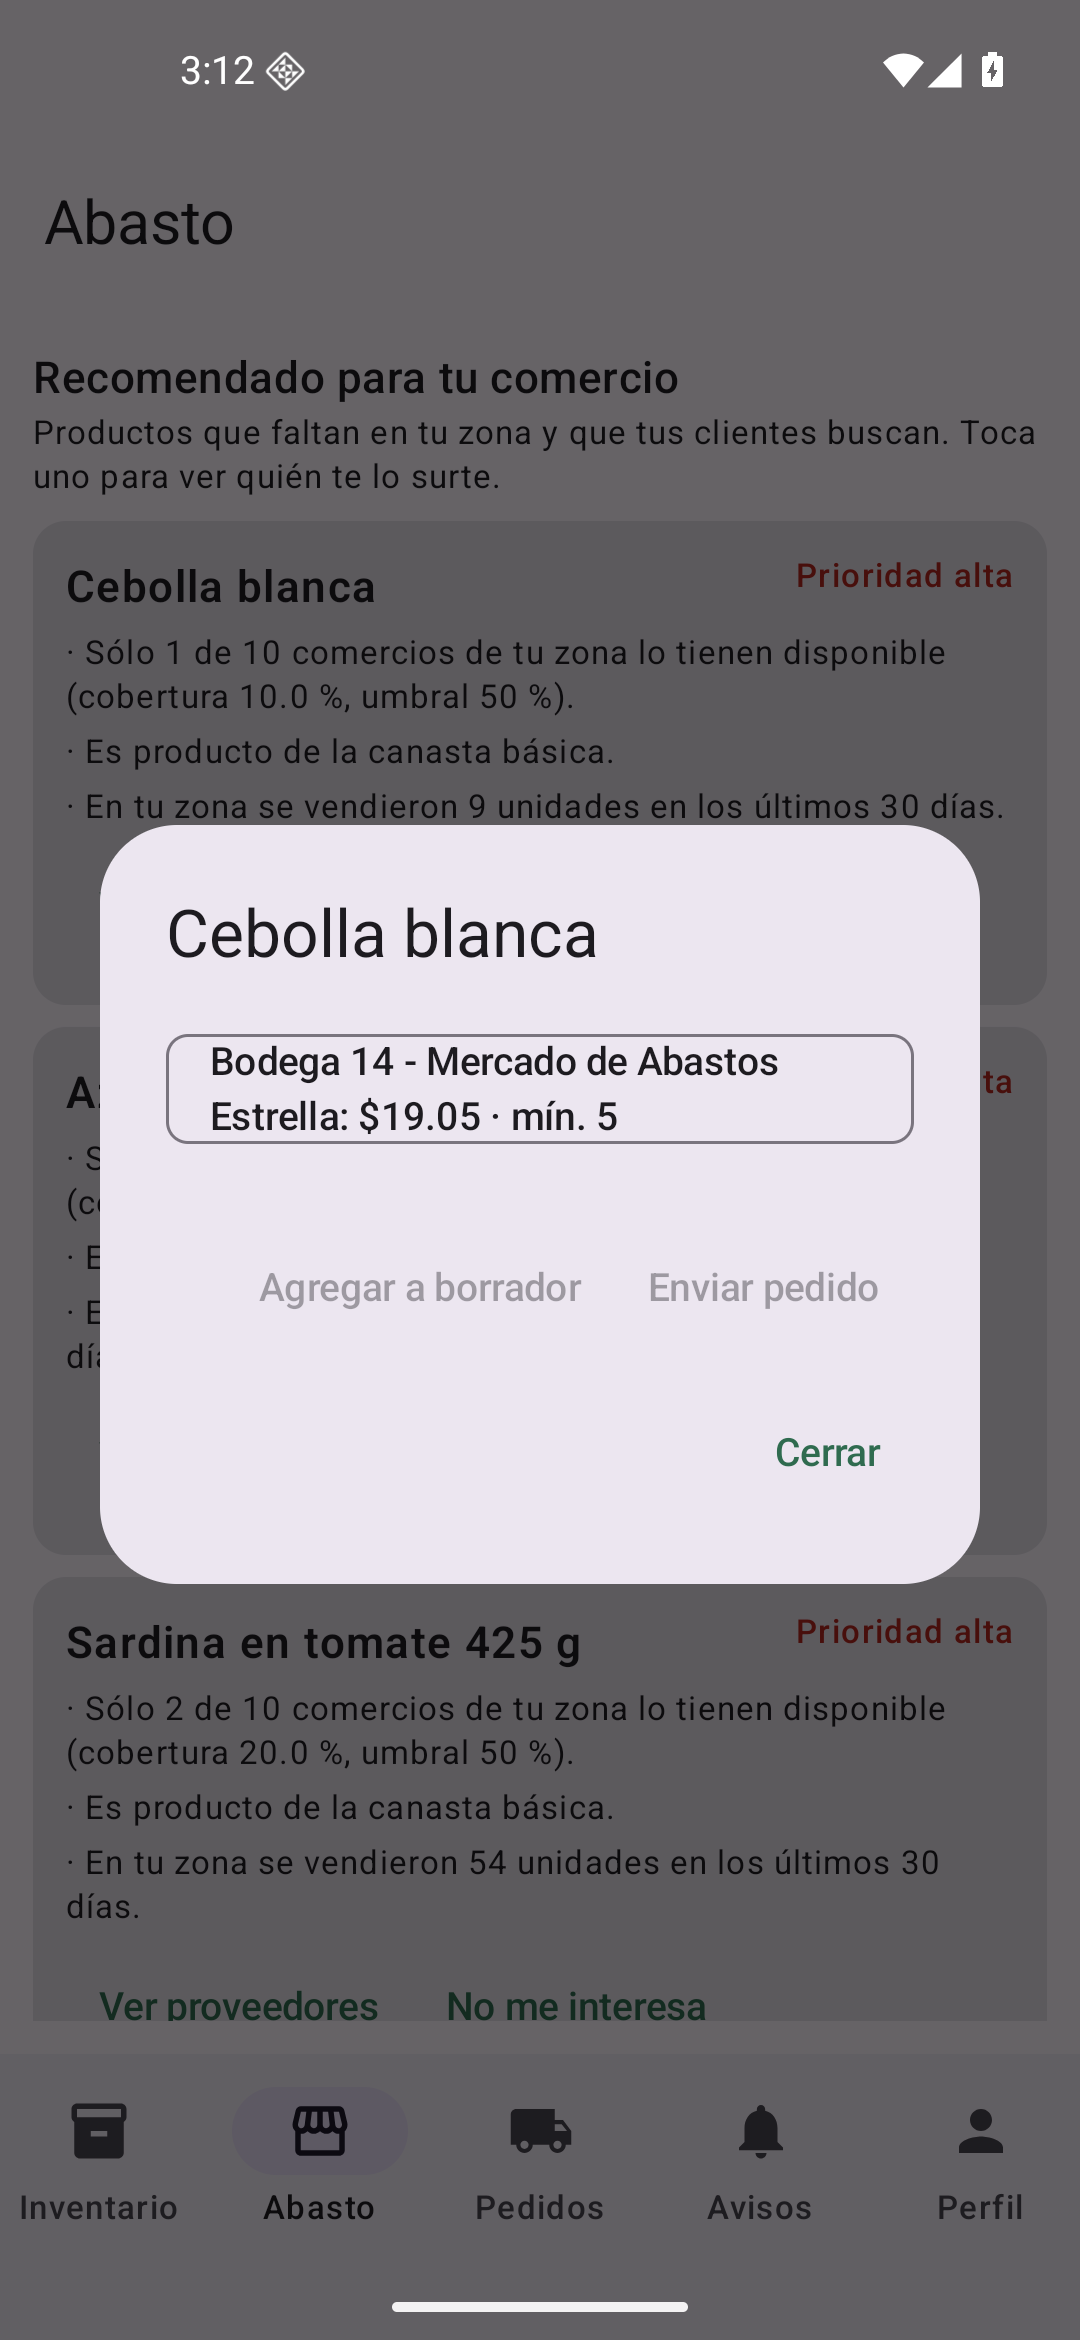 3:12
Abasto
Recomendado para tu comercio
Productos que faltan en tu zona y que tus clientes buscan. Toca
uno para ver quién te lo surte.
Cebolla blanca
Prioridad alta
· Sólo 1 de 10 comercios de tu zona lo tienen disponible
(cobertura 10.0 %, umbral 50 %).
· Es producto de la canasta básica.
· En tu zona se vendieron 9 unidades en los últimos 30 días.
Cebolla blanca
Bodega 14 - Mercado de Abastos
Estrella: $19.05 · mín. 5
Agregar a borrador
Enviar pedido
Cerrar
Sardina en tomate 425 g
Prioridad alta
· Sólo 2 de 10 comercios de tu zona lo tienen disponible
(cobertura 20.0 %, umbral 50 %).
· Es producto de la canasta básica.
· En tu zona se vendieron 54 unidades en los últimos 30
días.
Ver proveedores
No me interesa
Inventario
Abasto
Pedidos
Avisos
Perfil